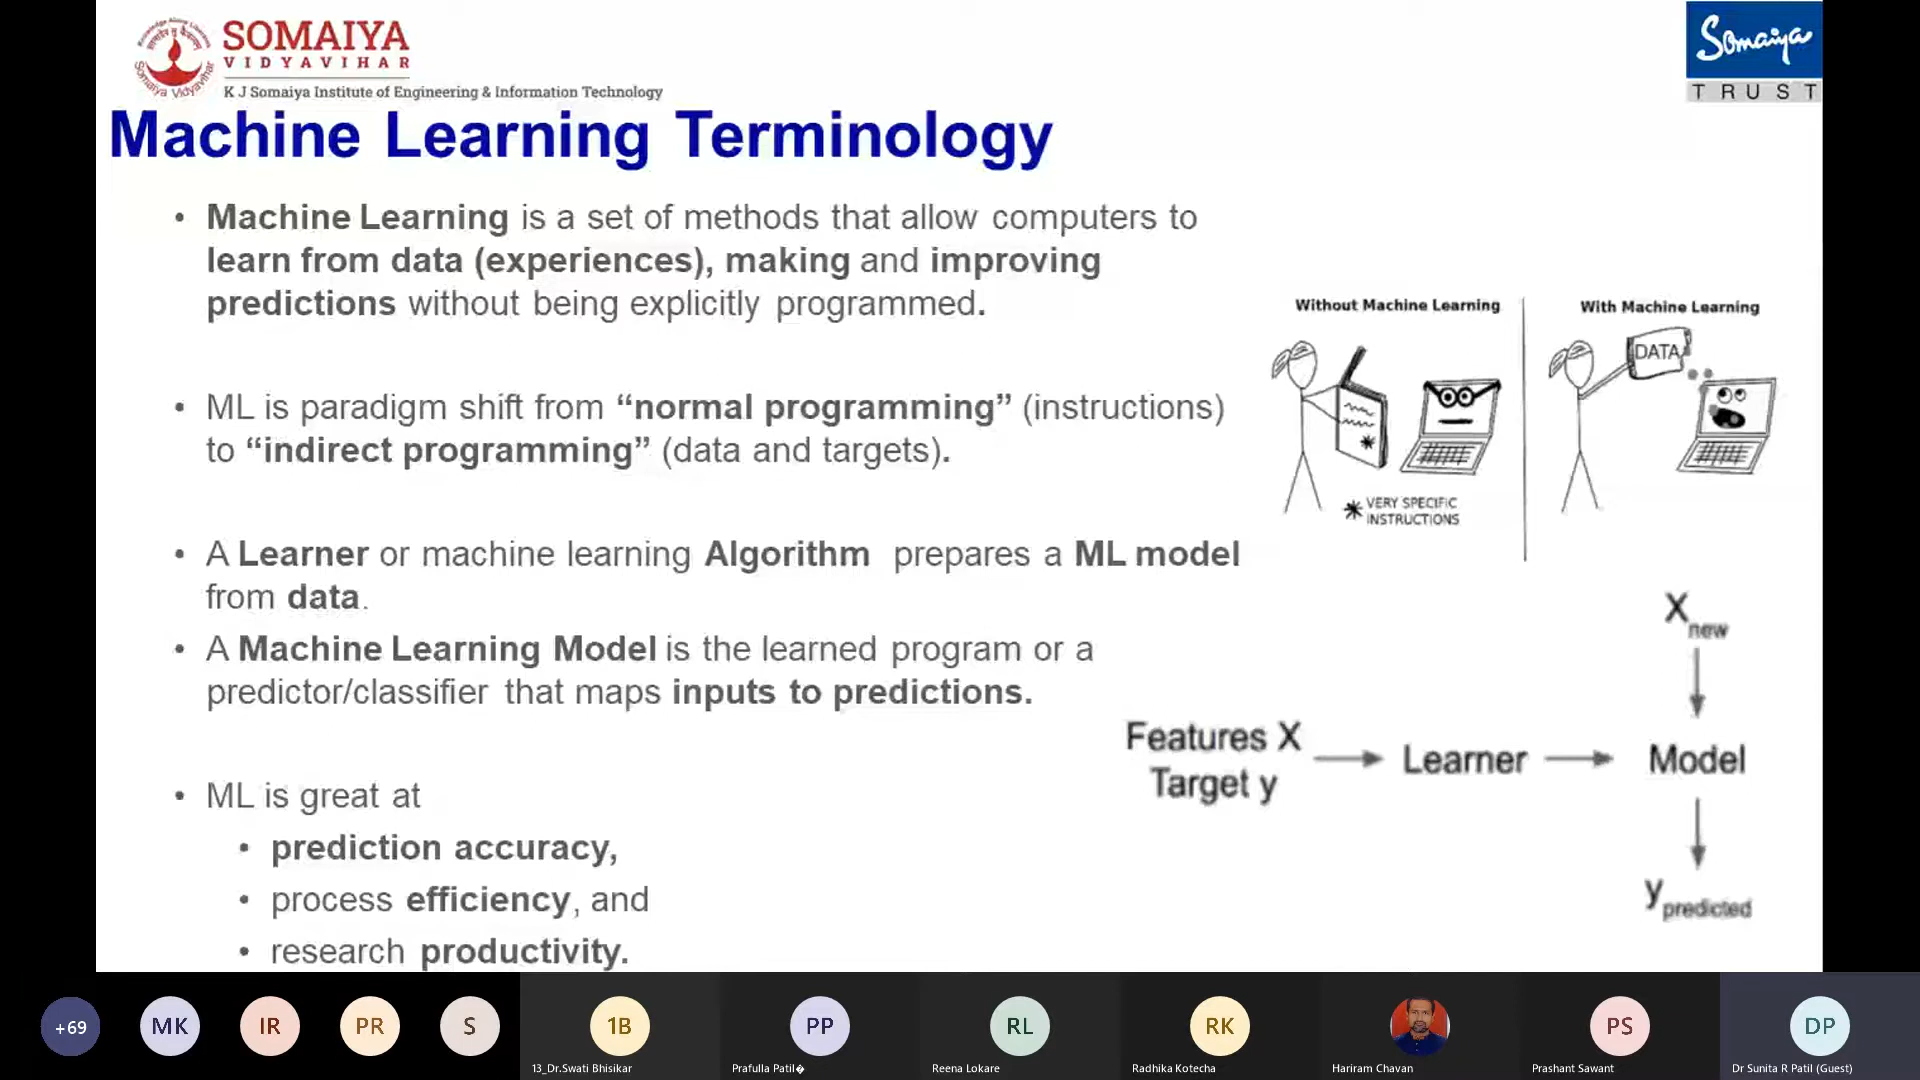 SOMAIYA
VIDYAVIHAR
K J Somaiya Institute of Engineering & Information Technology
Somaiya
TRUST
Machine Learning Terminology
• Machine Learning is a set of methods that allow computers to
learn from data (experiences), making and improving
predictions without being explicitly programmed.
• ML is paradigm shift from “normal programming” (instructions)
to “indirect programming” (data and targets).
• A Learner or machine learning Algorithm prepares a ML model
from data.
• A Machine Learning Model is the learned program or a
predictor/classifier that maps inputs to predictions.
• ML is great at
• prediction accuracy,
• process efficiency, and
• research productivity.
Without Machine Learning
With Machine Learning
DATA
VERY SPECIFIC
INSTRUCTIONS
X new
Features X
Target y
Learner
Model
y predicted
+69
MK
IR
PR
S
1B
PP
RL
RK
PS
DP
13_Dr.Swati Bhisikar
Prafulla Patil�
Reena Lokare
Radhika Kotecha
Hariram Chavan
Prashant Sawant
Dr Sunita R Patil (Guest)